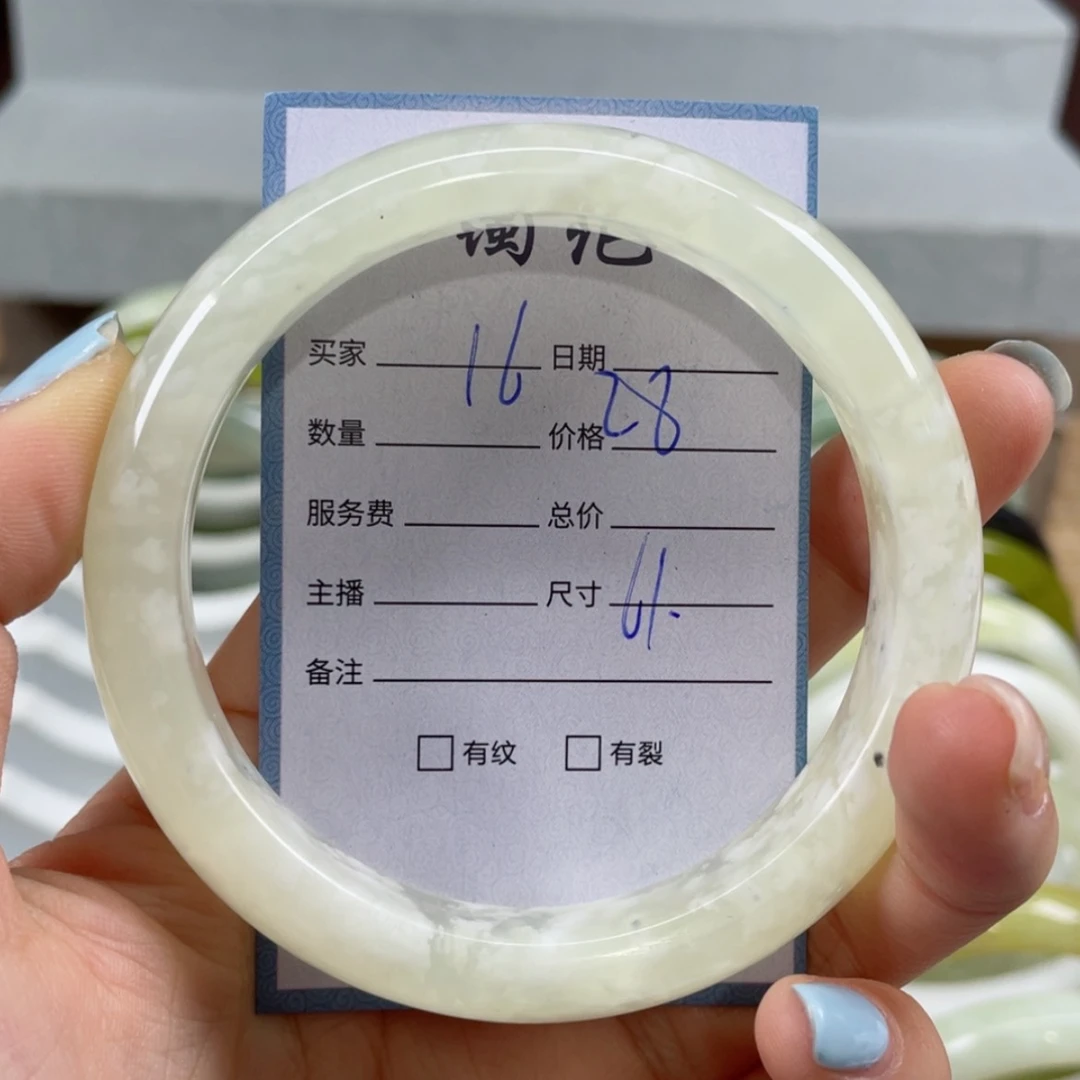 买家 16 日期
数量 价格 28
服务费 总价
主播 尺寸 61.
备注
有纹 有裂